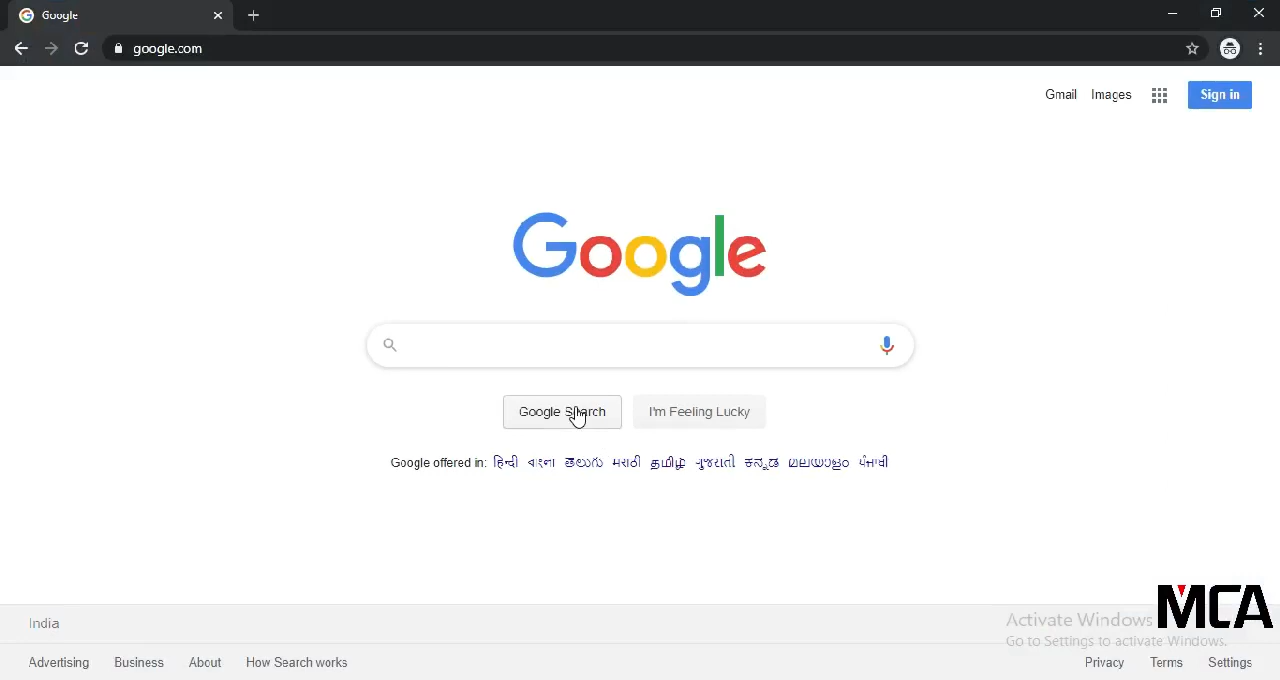 Google
google.com
Gmail Images Sign in
Google
Google Search I'm Feeling Lucky
Google offered in: हिन्दी বাংলা తెలుగు मराठी தமிழ் ગુજરાતી ಕನ್ನಡ മലയാളം ਪੰਜਾਬੀ
MCA
India
Activate Windows
Go to Settings to activate Windows.
Advertising Business About How Search works Privacy Terms Settings